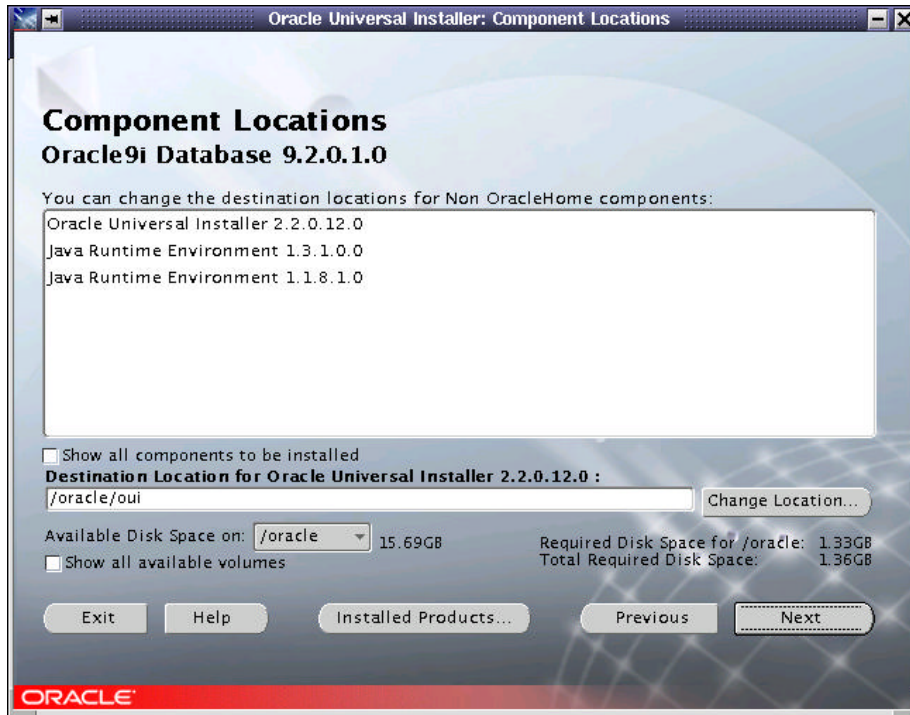 Oracle Universal Installer: Component Locations
Component Locations
Oracle9i Database 9.2.0.1.0
You can change the destination locations for Non OracleHome components:
Oracle Universal Installer 2.2.0.12.0
Java Runtime Environment 1.3.1.0.0
Java Runtime Environment 1.1.8.1.0
Show all components to be installed
Destination Location for Oracle Universal Installer 2.2.0.12.0 :
/oracle/oui
Change Location...
Available Disk Space on: /oracle 15.69GB
Required Disk Space for /oracle: 1.33GB
Show all available volumes
Total Required Disk Space: 1.36GB
Exit Help Installed Products... Previous Next
ORACLE